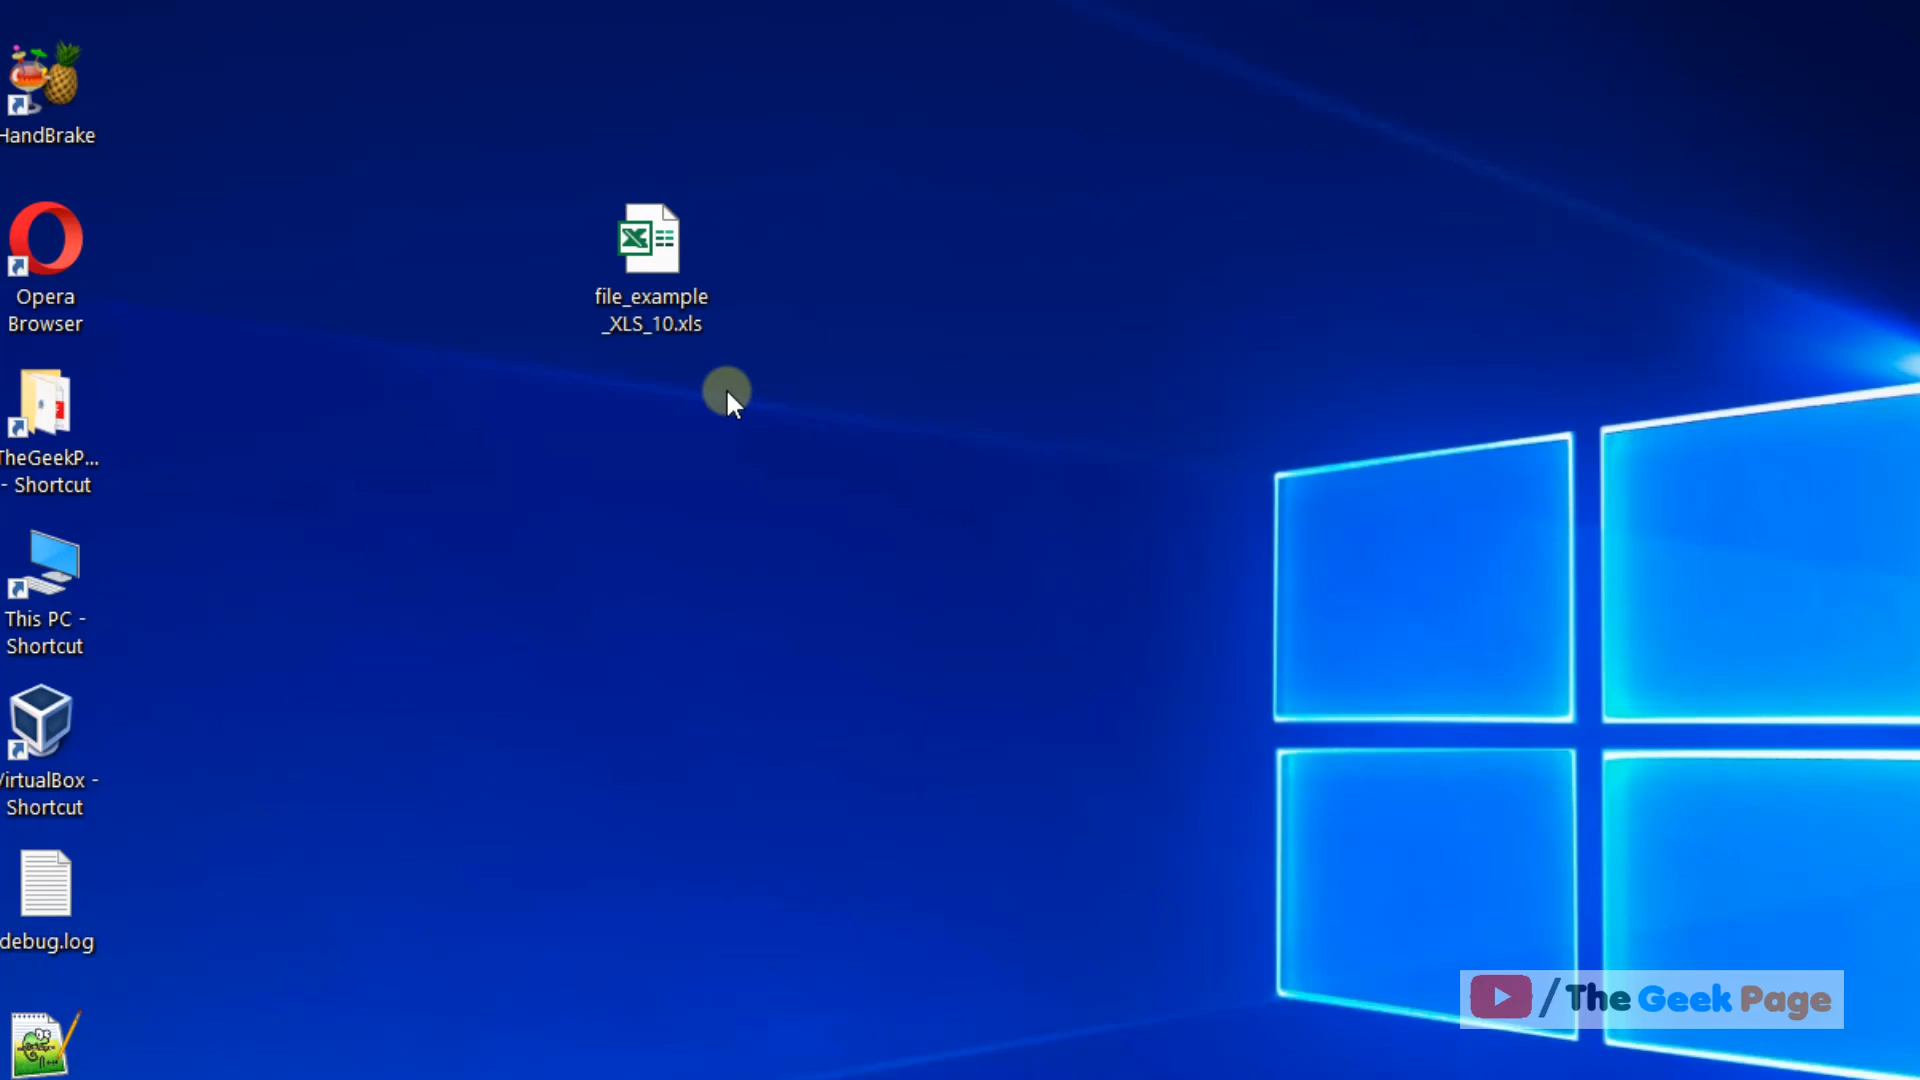 HandBrake
Opera
Browser
TheGeekP...
- Shortcut
This PC -
Shortcut
VirtualBox -
Shortcut
debug.log
file_example
_XLS_10.xls
/The Geek Page